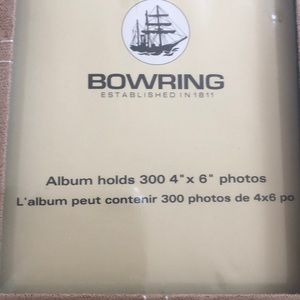 BOWRING
ESTABLISHED IN 1811
Album holds 300 4" x 6" photos
L'album peut contenir 300 photos de 4x6 po